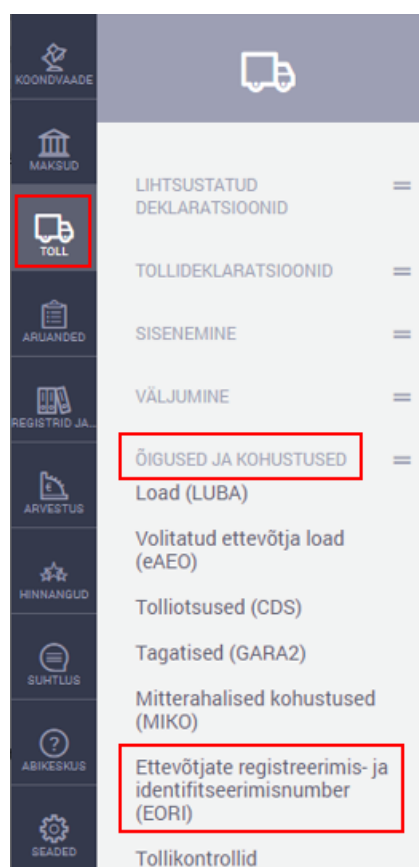 KOONDVAADE
MAKSUD
TOLL
ARUANDED
REGISTRID JA...
ARVESTUS
HINNANGUD
SUHTLUS
ABIKESKUS
SEADED
LIHTSUSTATUD
DEKLARATSIOONID
TOLLIDEKLARATSIOONID
SISENEMINE
VÄLJUMINE
ÕIGUSED JA KOHUSTUSED
Load (LUBA)
Volitatud ettevõtja load
(eAEO)
Tolliotsused (CDS)
Tagatised (GARA2)
Mitterahalised kohustused
(MIKO)
Ettevõtjate registreerimis- ja
identifitseerimisnumber
(EORI)
Tollikontrollid